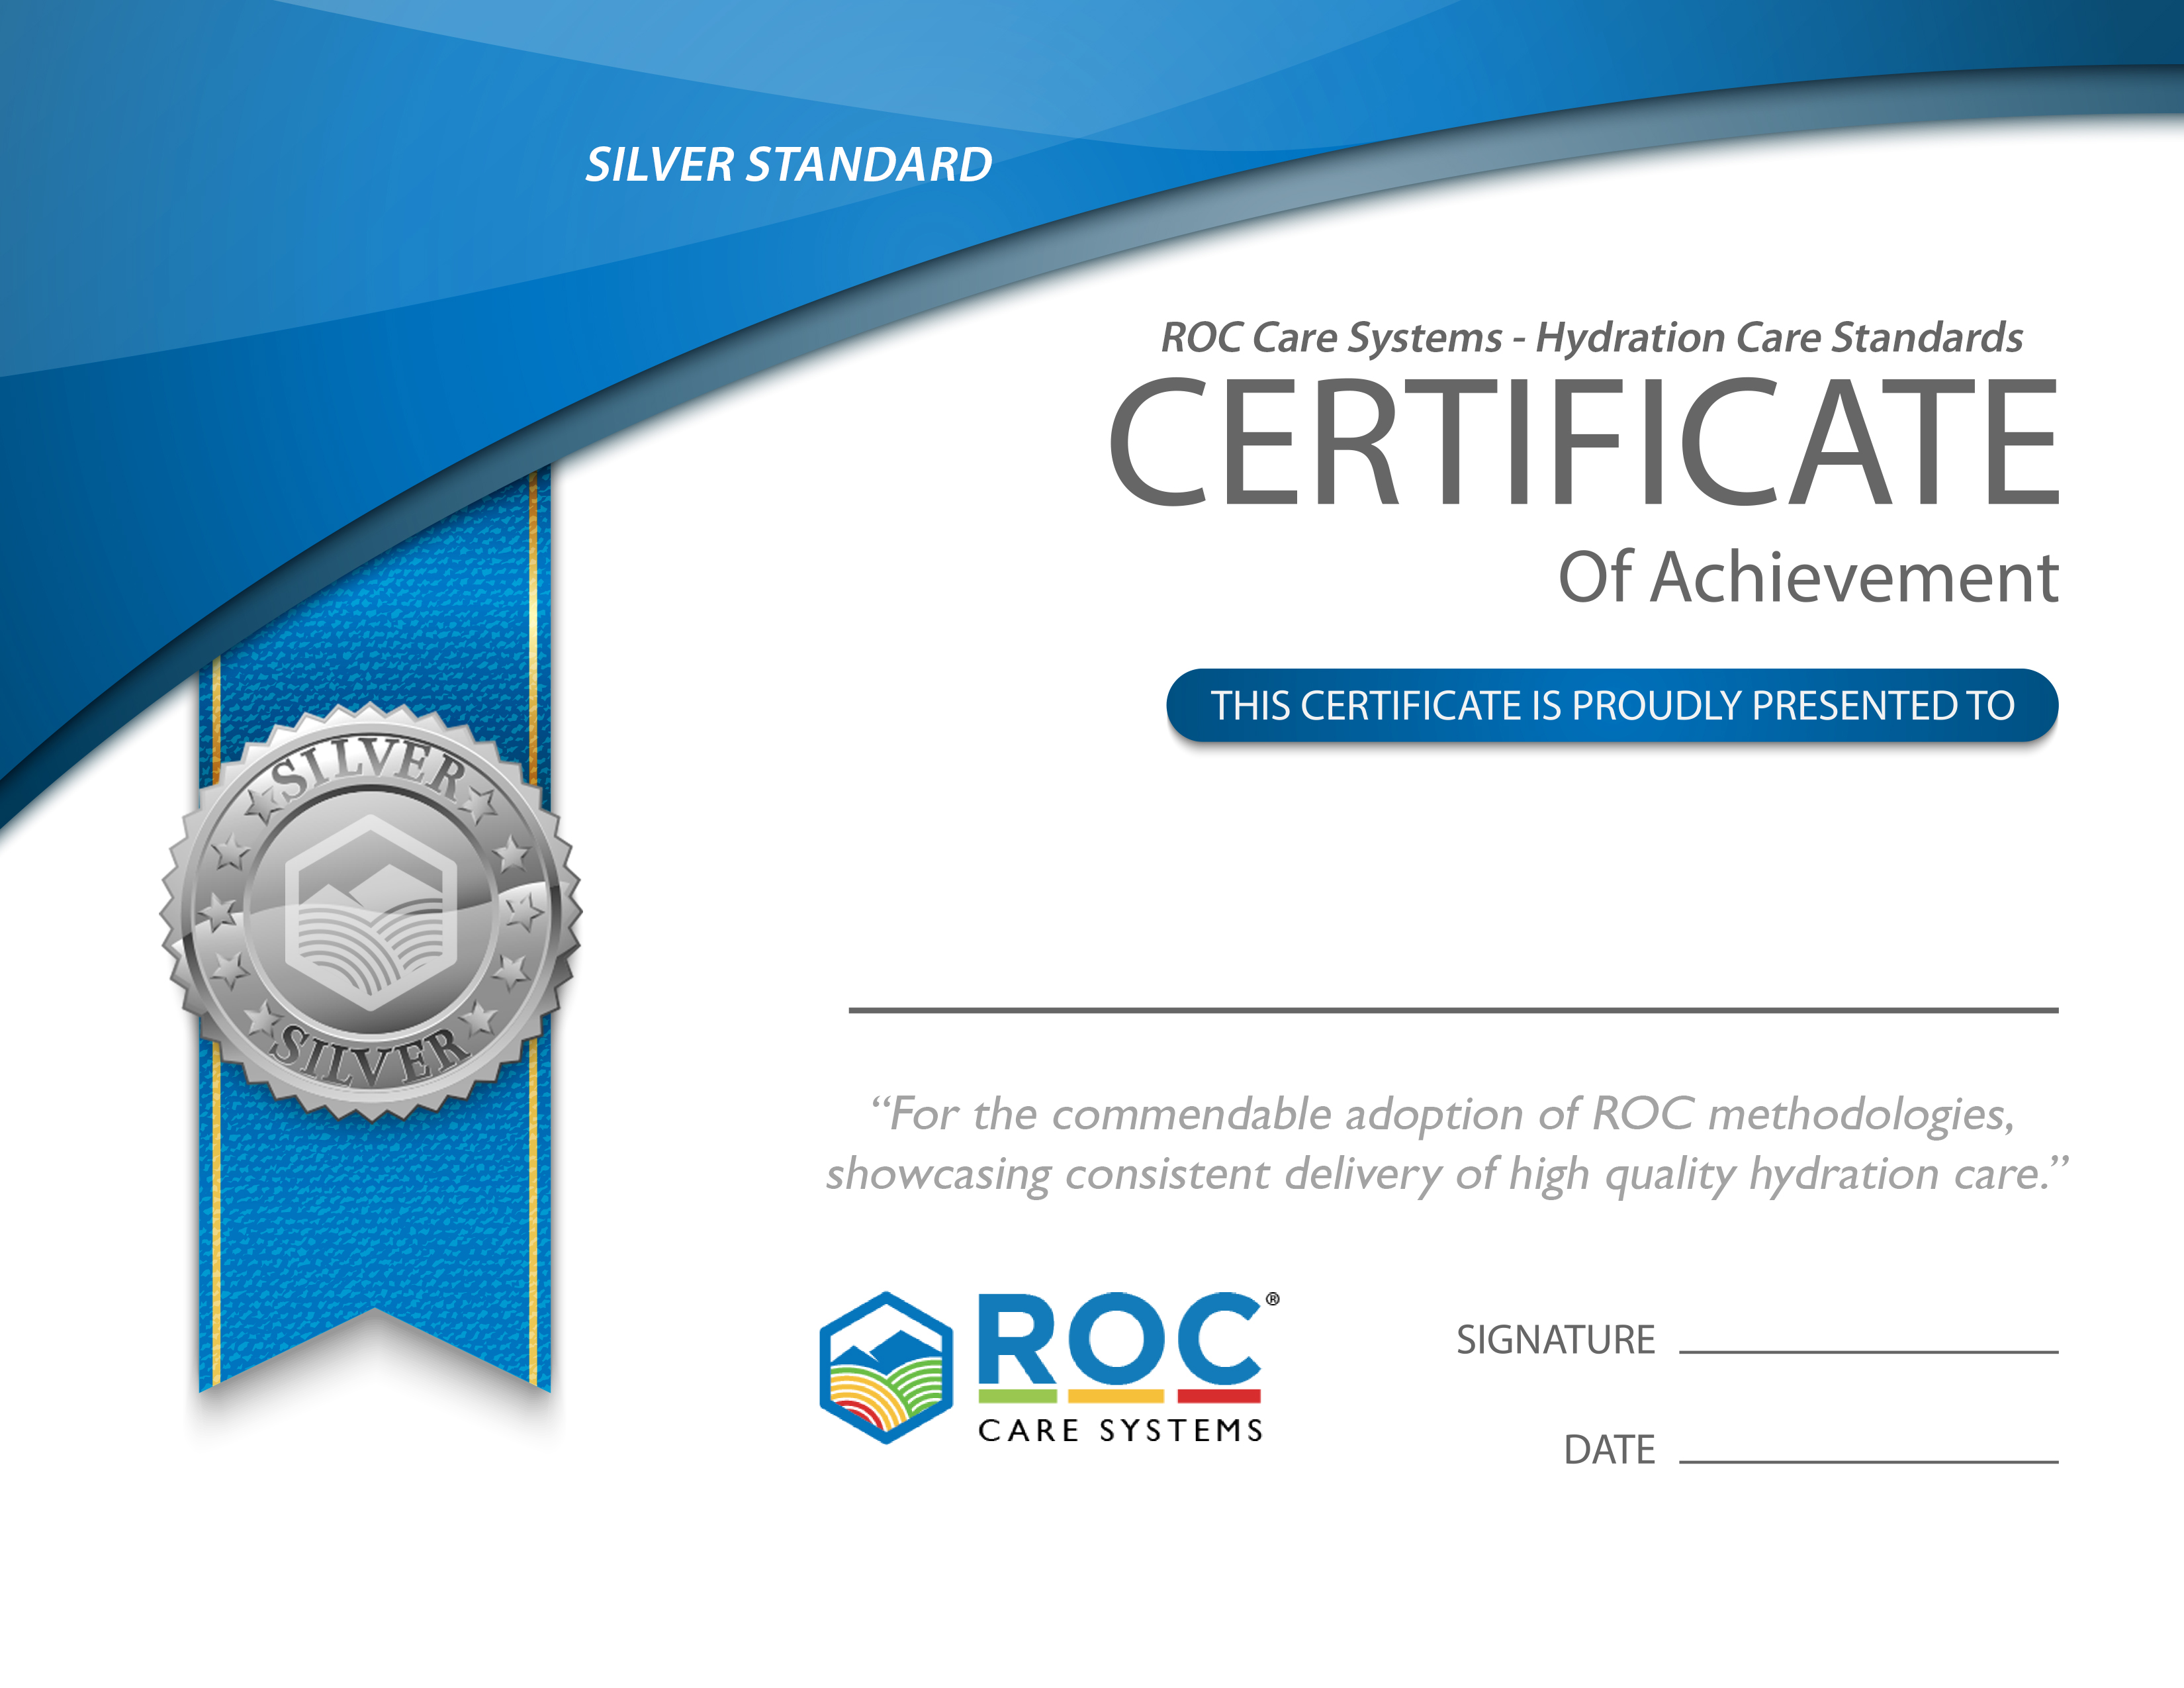 SILVER STANDARD
ROC Care Systems - Hydration Care Standards
CERTIFICATE
Of Achievement
THIS CERTIFICATE IS PROUDLY PRESENTED TO
SILVER
SILVER
“For the commendable adoption of ROC methodologies,
showcasing consistent delivery of high quality hydration care.”
ROC®
CARE SYSTEMS
SIGNATURE
DATE